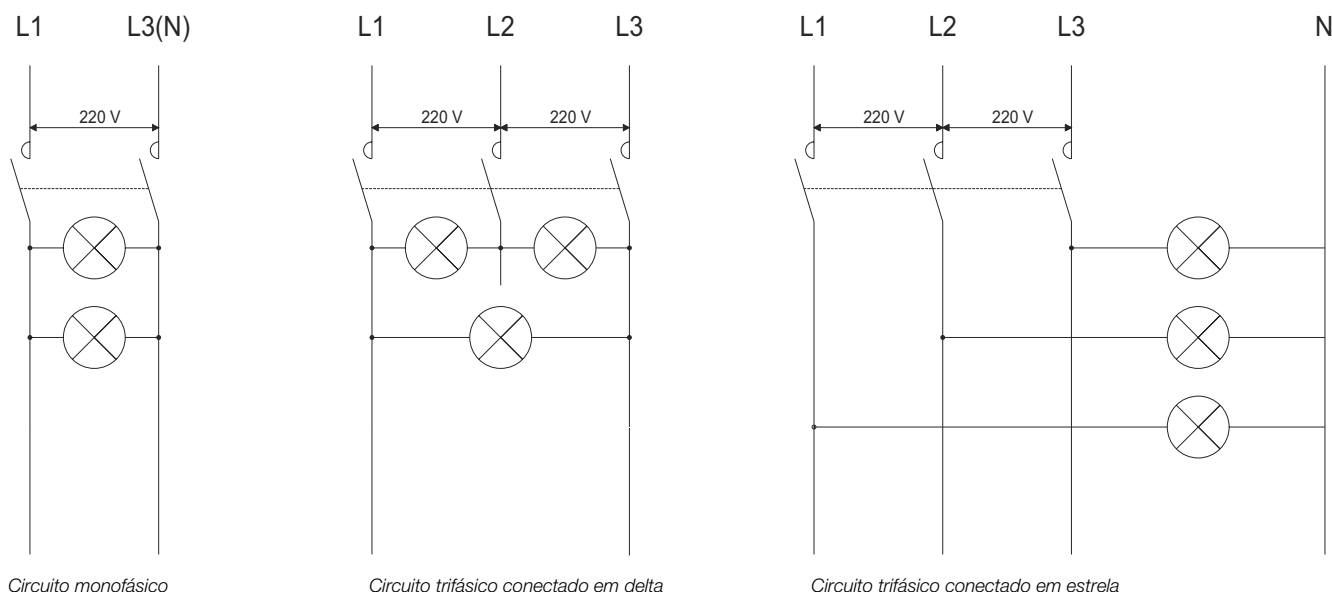 L1 L3(N) L1 L2 L3 L1 L2 L3 N
220 V 220 V 220 V 220 V 220 V
Circuito monofásico Circuito trifásico conectado em delta Circuito trifásico conectado em estrela